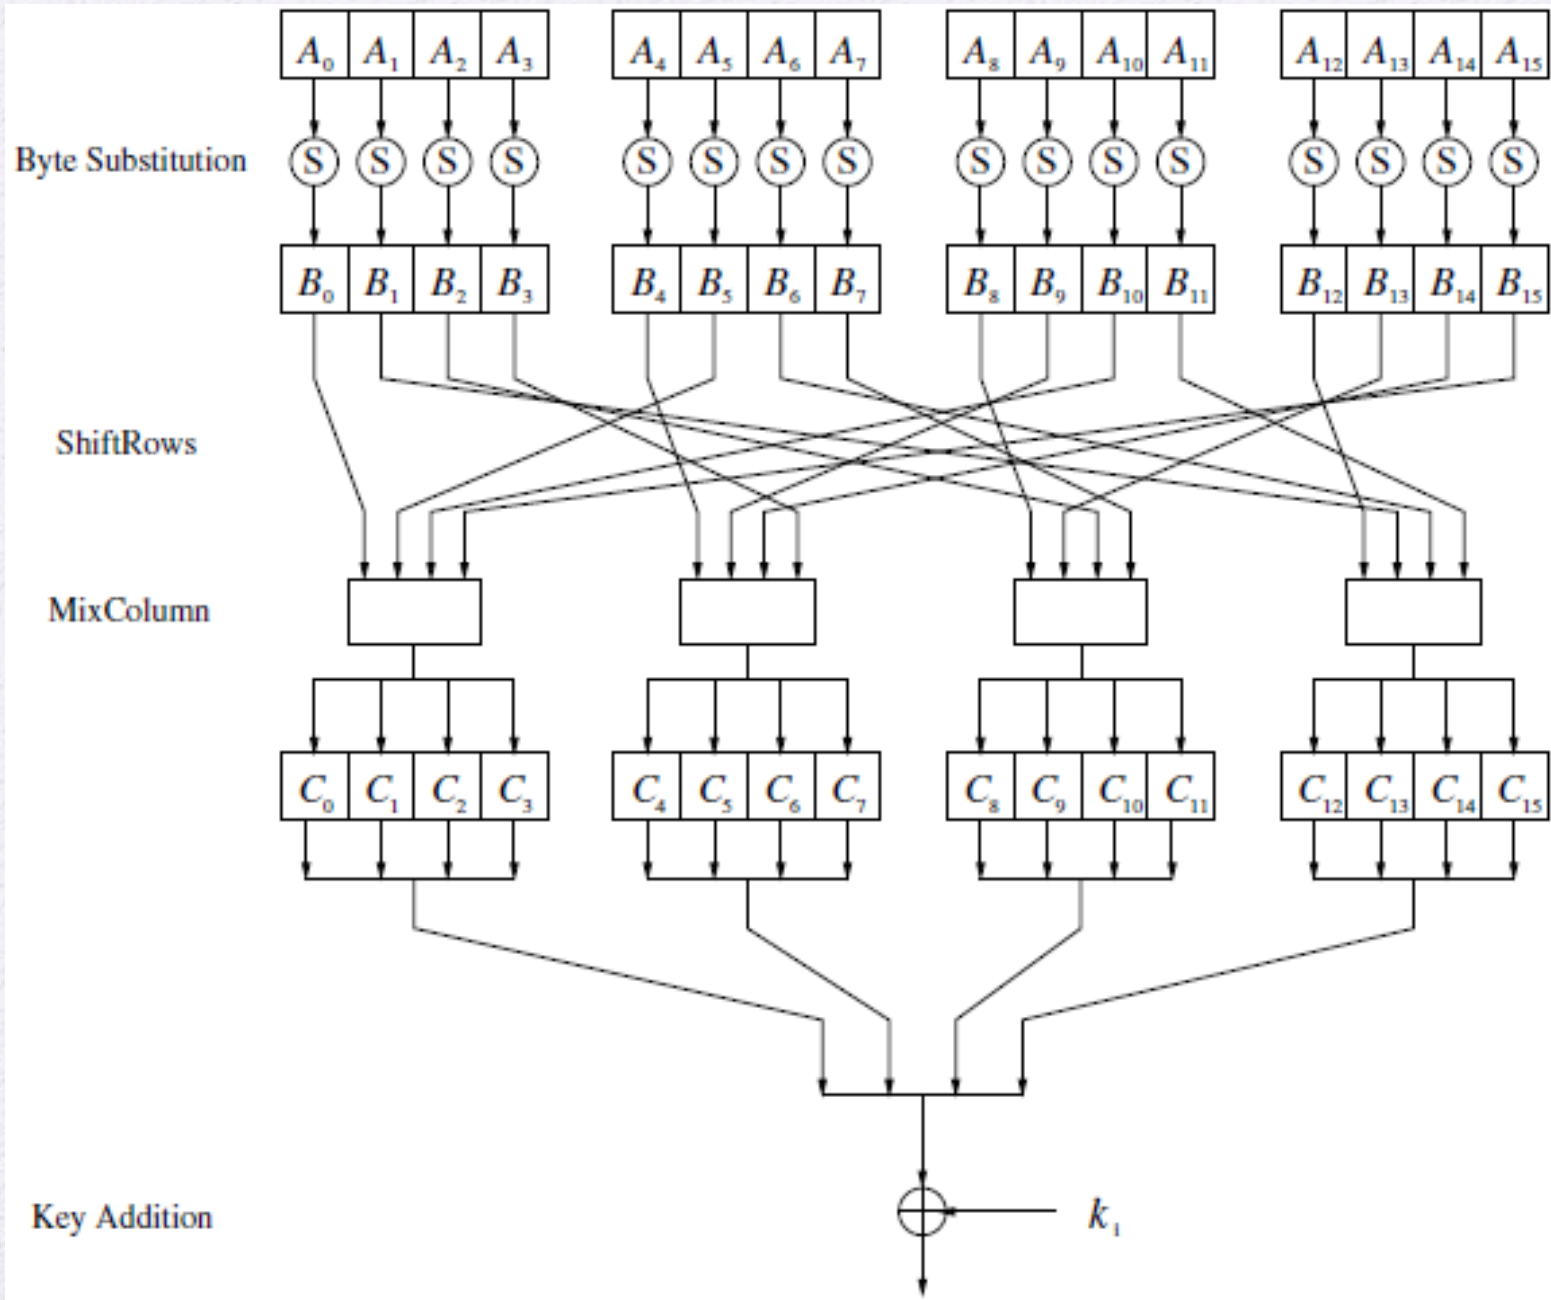 A₀ A₁ A₂ A₃ A₄ A₅ A₆ A₇ A₈ A₉ A₁₀ A₁₁ A₁₂ A₁₃ A₁₄ A₁₅
Byte Substitution S S S S S S S S S S S S S S S S
B₀ B₁ B₂ B₃ B₄ B₅ B₆ B₇ B₈ B₉ B₁₀ B₁₁ B₁₂ B₁₃ B₁₄ B₁₅
ShiftRows
MixColumn
C₀ C₁ C₂ C₃ C₄ C₅ C₆ C₇ C₈ C₉ C₁₀ C₁₁ C₁₂ C₁₃ C₁₄ C₁₅
Key Addition k₁